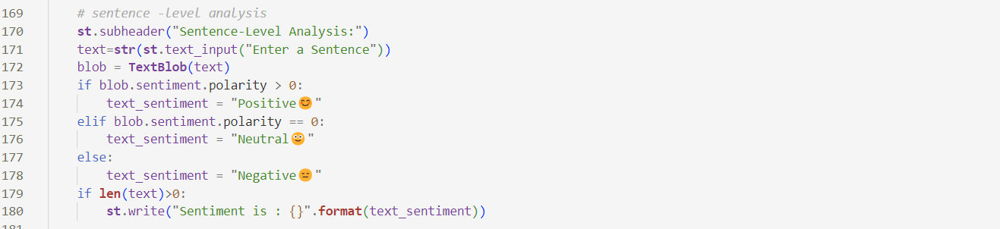 169 # sentence -level analysis
170 st.subheader("Sentence-Level Analysis:")
171 text=str(st.text_input("Enter a Sentence"))
172 blob = TextBlob(text)
173 if blob.sentiment.polarity > 0:
174 text_sentiment = "Positive😊"
175 elif blob.sentiment.polarity == 0:
176 text_sentiment = "Neutral🙂"
177 else:
178 text_sentiment = "Negative😑"
179 if len(text)>0:
180 st.write("Sentiment is : {}".format(text_sentiment))
181